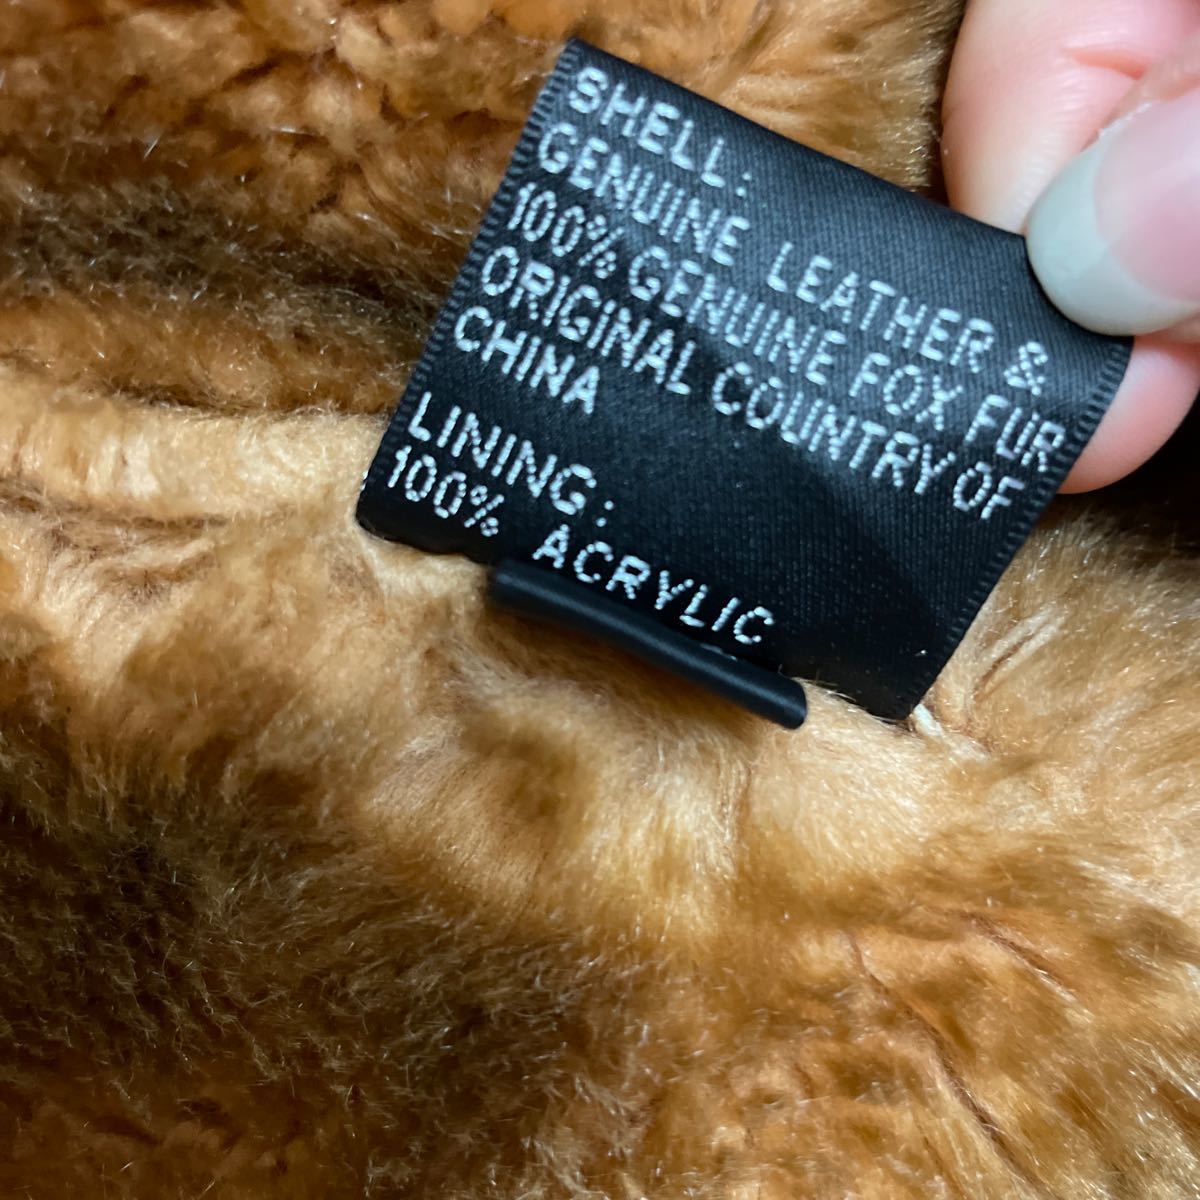 SHELL:
GENUINE LEATHER &
100% GENUINE FOX FUR
ORIGINAL COUNTRY OF
CHINA
LINING:
100% ACRYLIC